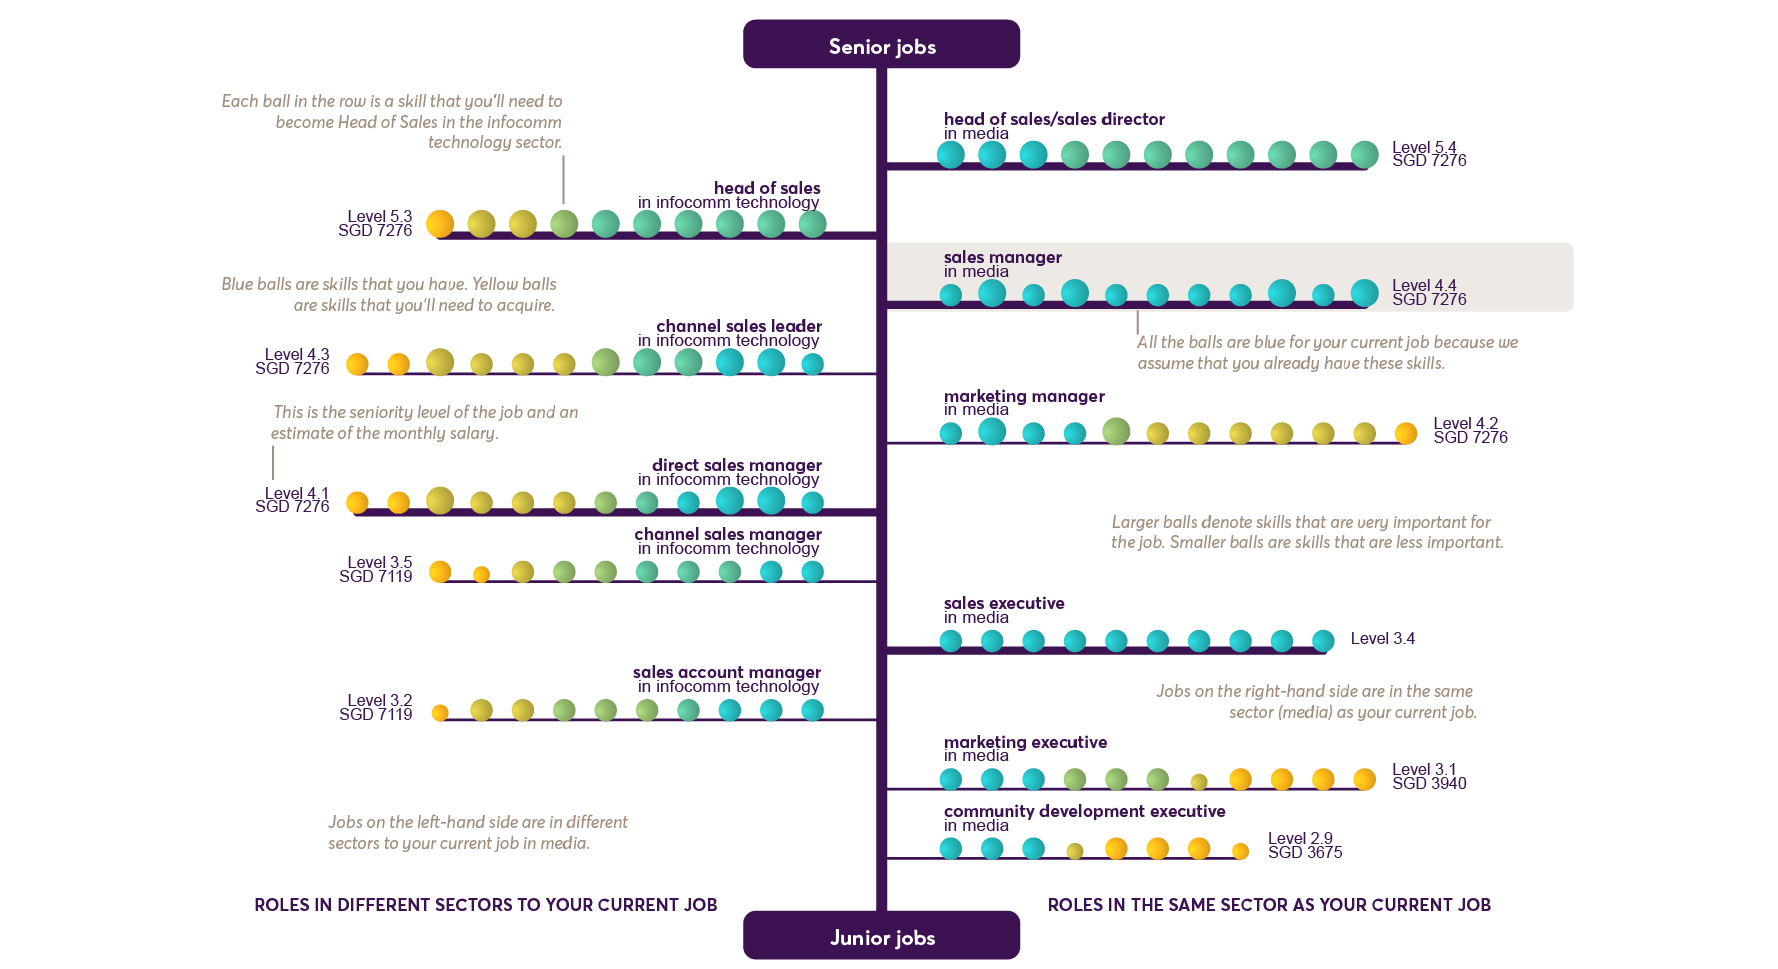 Senior jobs
Each ball in the row is a skill that you'll need to
become Head of Sales in the infocomm
technology sector.
head of sales/sales director
in media
Level 5.4
SGD 7276
head of sales
in infocomm technology
Level 5.3
SGD 7276
sales manager
in media
Level 4.4
SGD 7276
Blue balls are skills that you have. Yellow balls
are skills that you'll need to acquire.
channel sales leader
in infocomm technology
Level 4.3
SGD 7276
All the balls are blue for your current job because we
assume that you already have these skills.
marketing manager
in media
Level 4.2
SGD 7276
This is the seniority level of the job and an
estimate of the monthly salary.
direct sales manager
in infocomm technology
Level 4.1
SGD 7276
Larger balls denote skills that are very important for
the job. Smaller balls are skills that are less important.
channel sales manager
in infocomm technology
Level 3.5
SGD 7119
sales executive
in media
Level 3.4
sales account manager
in infocomm technology
Level 3.2
SGD 7119
Jobs on the right-hand side are in the same
sector (media) as your current job.
marketing executive
in media
Level 3.1
SGD 3940
community development executive
in media
Level 2.9
SGD 3675
Jobs on the left-hand side are in different
sectors to your current job in media.
ROLES IN DIFFERENT SECTORS TO YOUR CURRENT JOB
ROLES IN THE SAME SECTOR AS YOUR CURRENT JOB
Junior jobs